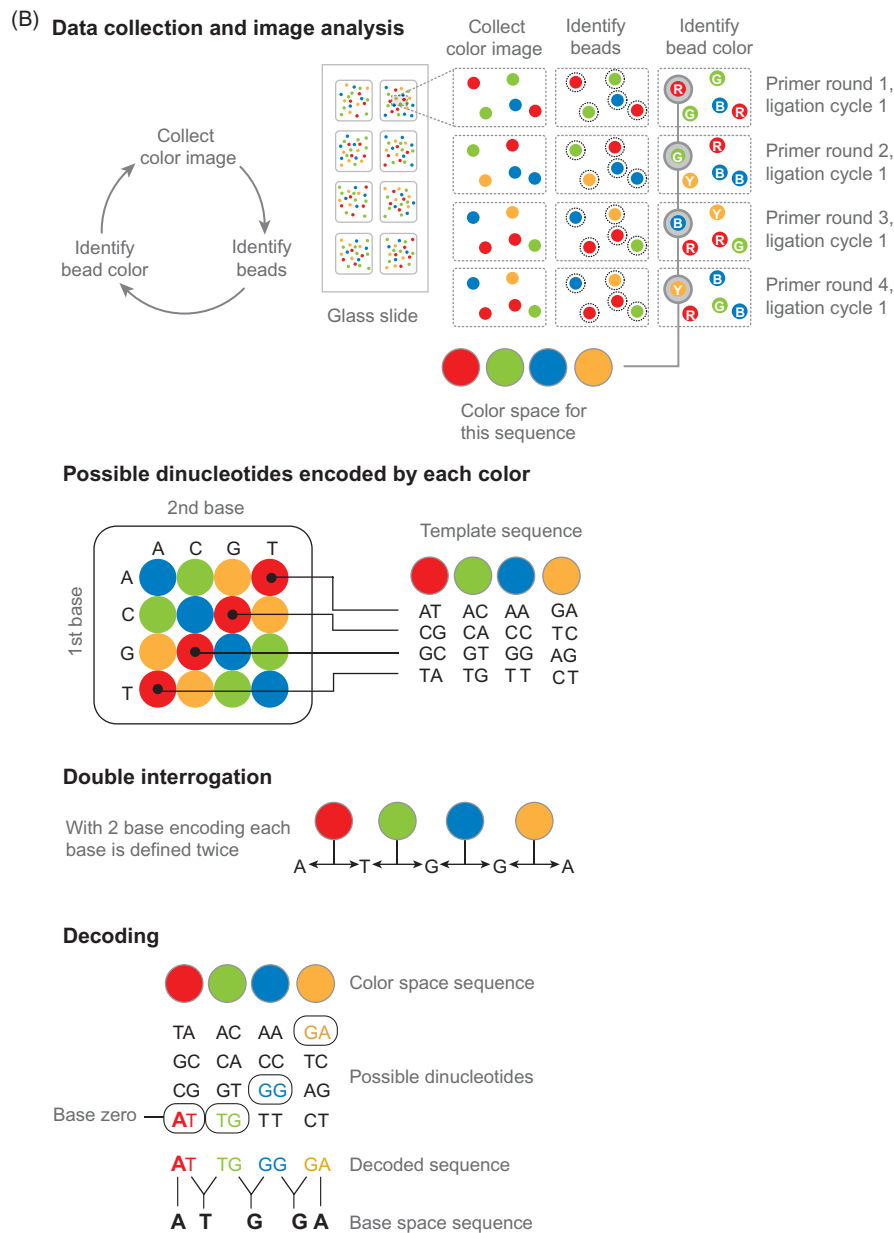 (B) Data collection and image analysis
Collect
color image
Identify
beads
Identify
bead color
Collect
color image
Identify
beads
Identify
bead color
Glass slide
R G G B R
Primer round 1,
ligation cycle 1
G R Y B B
Primer round 2,
ligation cycle 1
B Y R R G
Primer round 3,
ligation cycle 1
Y B R G B
Primer round 4,
ligation cycle 1
Color space for
this sequence
Possible dinucleotides encoded by each color
2nd base
A C G T
1st base
A
C
G
T
Template sequence
AT AC AA GA
CG CA CC TC
GC GT GG AG
TA TG TT CT
Double interrogation
With 2 base encoding each
base is defined twice
A T G G A
Decoding
Color space sequence
TA AC AA GA
GC CA CC TC
CG GT GG AG
Possible dinucleotides
Base zero
AT TG TT CT
AT TG GG GA
Decoded sequence
A T G G A
Base space sequence